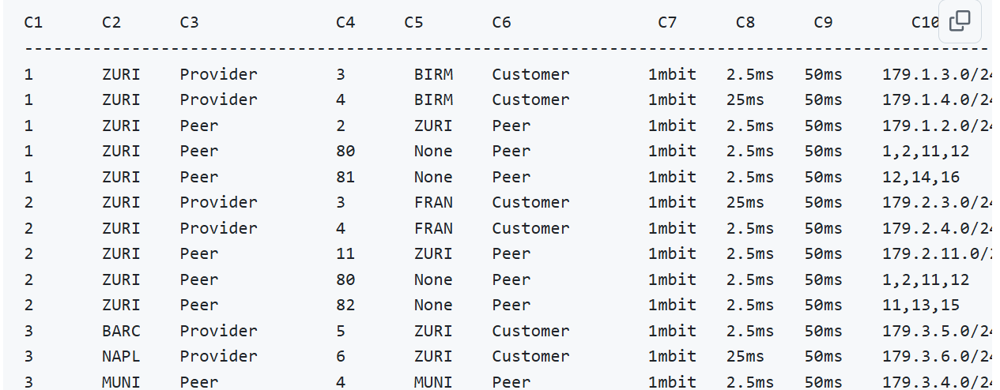 C1 C2 C3 C4 C5 C6 C7 C8 C9 C10
---------------------------------------------------------------------------------------------------
1 ZURI Provider 3 BIRM Customer 1mbit 2.5ms 50ms 179.1.3.0/24
1 ZURI Provider 4 BIRM Customer 1mbit 25ms 50ms 179.1.4.0/24
1 ZURI Peer 2 ZURI Peer 1mbit 2.5ms 50ms 179.1.2.0/24
1 ZURI Peer 80 None Peer 1mbit 2.5ms 50ms 1,2,11,12
1 ZURI Peer 81 None Peer 1mbit 2.5ms 50ms 12,14,16
2 ZURI Provider 3 FRAN Customer 1mbit 25ms 50ms 179.2.3.0/24
2 ZURI Provider 4 FRAN Customer 1mbit 2.5ms 50ms 179.2.4.0/24
2 ZURI Peer 11 ZURI Peer 1mbit 2.5ms 50ms 179.2.11.0/2
2 ZURI Peer 80 None Peer 1mbit 2.5ms 50ms 1,2,11,12
2 ZURI Peer 82 None Peer 1mbit 2.5ms 50ms 11,13,15
3 BARC Provider 5 ZURI Customer 1mbit 2.5ms 50ms 179.3.5.0/24
3 NAPL Provider 6 ZURI Customer 1mbit 25ms 50ms 179.3.6.0/24
3 MUNI Peer 4 MUNI Peer 1mbit 2.5ms 50ms 179.3.4.0/24